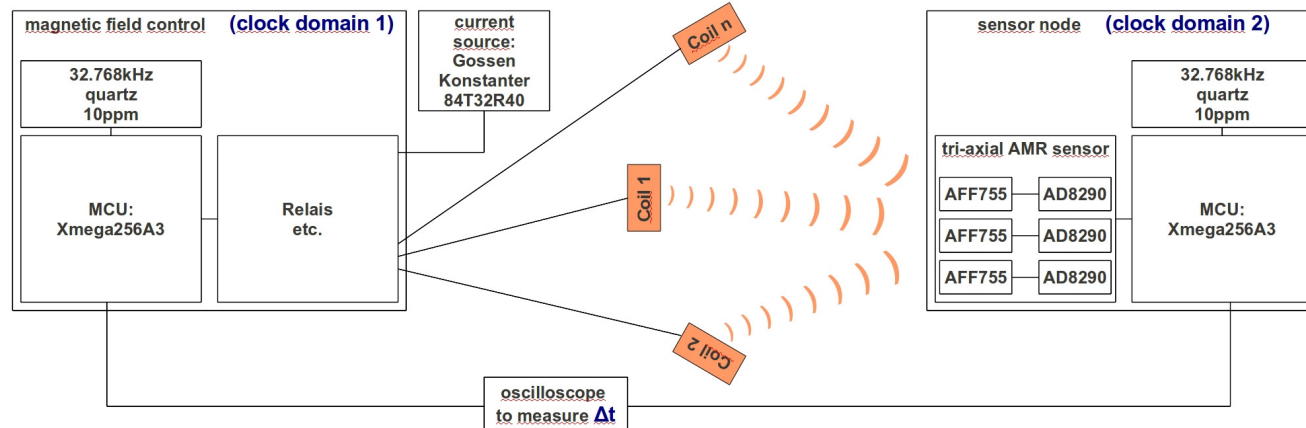 magnetic field control (clock domain 1)
32.768kHz
quartz
10ppm
MCU:
Xmega256A3
Relais
etc.
current
source:
Gossen
Konstanter
84T32R40
Coil n
Coil 1
Coil 2
sensor node (clock domain 2)
32.768kHz
quartz
10ppm
tri-axial AMR sensor
AFF755 AD8290
AFF755 AD8290
AFF755 AD8290
MCU:
Xmega256A3
oscilloscope
to measure Δt